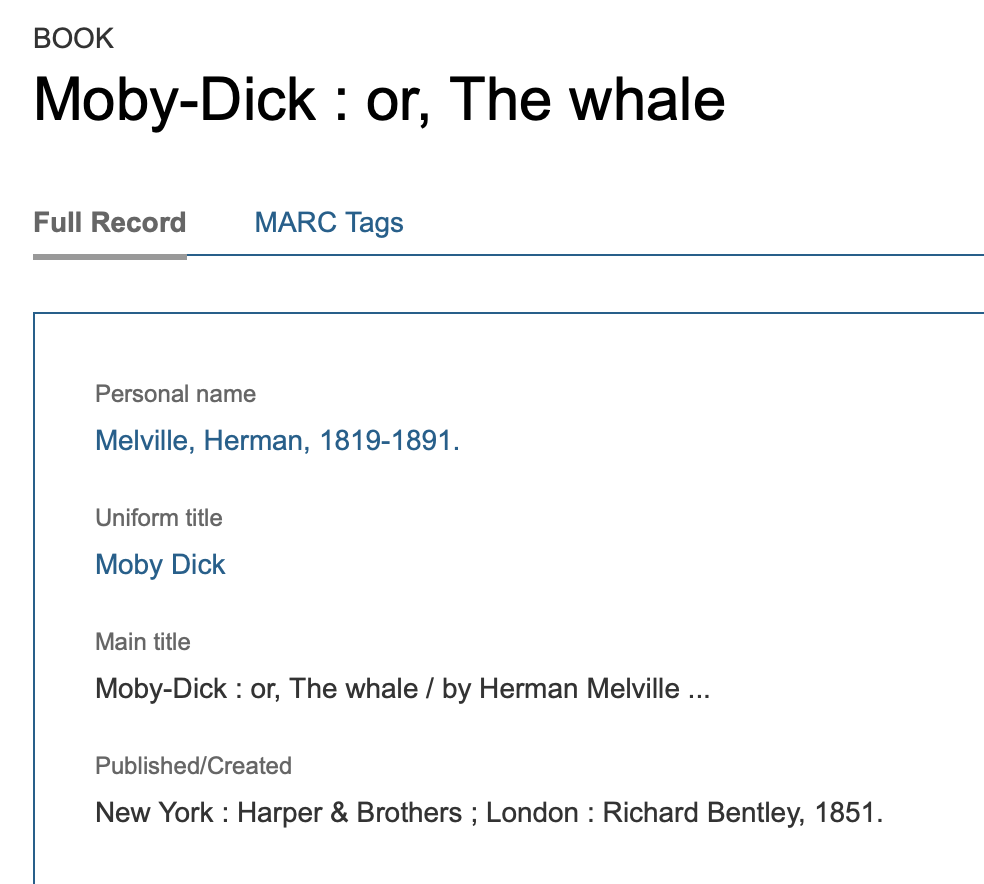 BOOK
Moby-Dick : or, The whale
Full Record MARC Tags
Personal name
Melville, Herman, 1819-1891.
Uniform title
Moby Dick
Main title
Moby-Dick : or, The whale / by Herman Melville ...
Published/Created
New York : Harper & Brothers ; London : Richard Bentley, 1851.